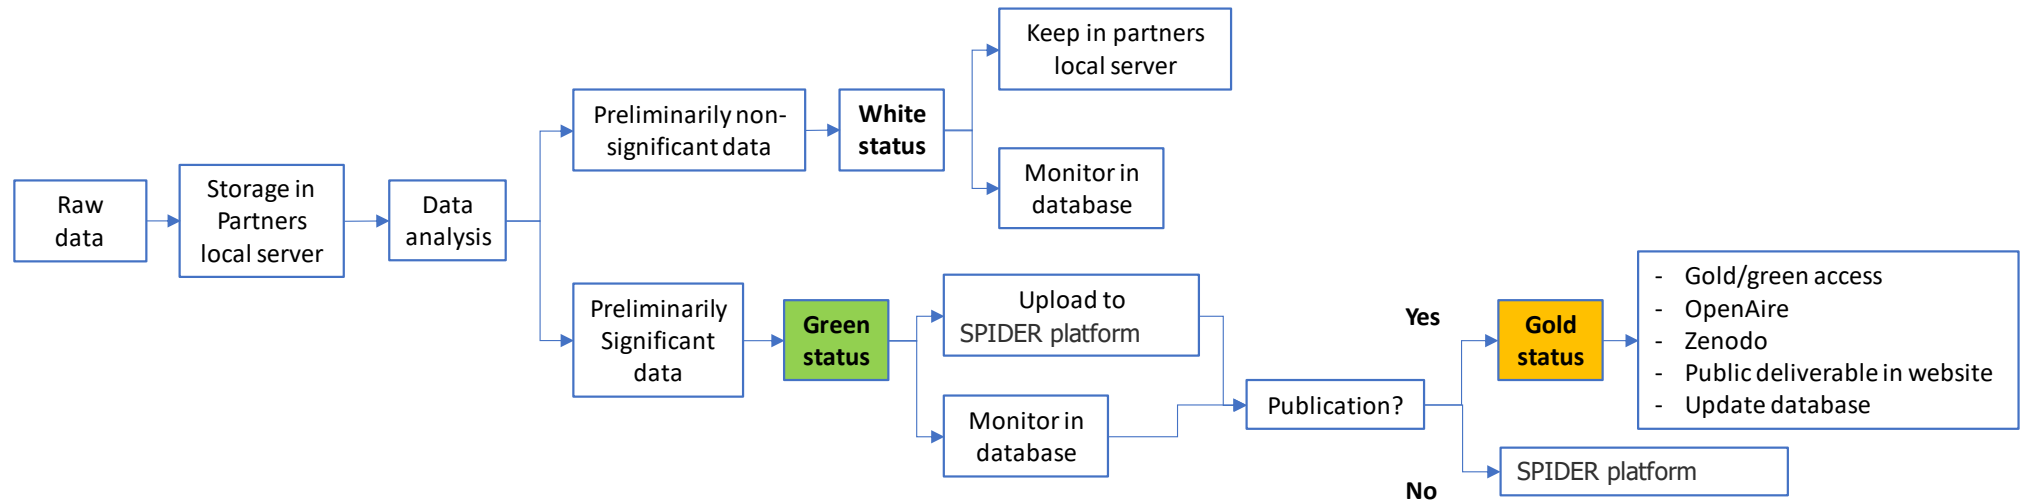 Raw
data
Storage in
Partners
local server
Data
analysis
Preliminarily non-
significant data
White
status
Keep in partners
local server
Monitor in
database
Preliminarily
Significant
data
Green
status
Upload to
SPIDER platform
Monitor in
database
Publication?
Yes
Gold
status
- Gold/green access
- OpenAire
- Zenodo
- Public deliverable in website
- Update database
No
SPIDER platform